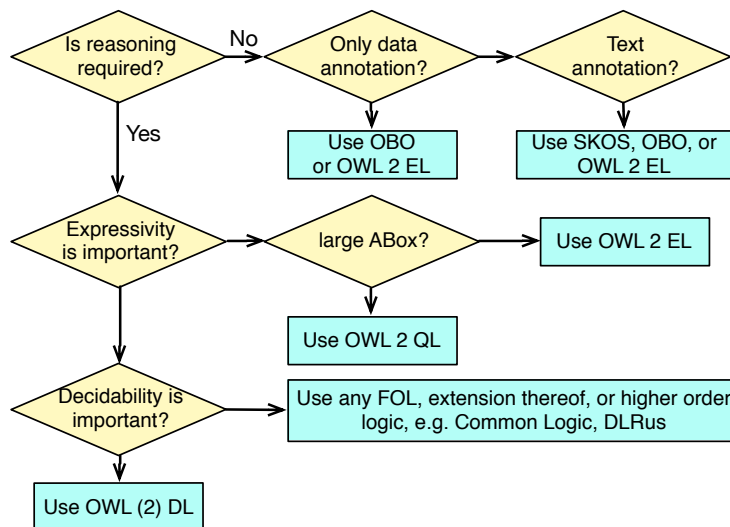 Is reasoning
required?
No
Only data
annotation?
Text
annotation?
Yes
Use OBO
or OWL 2 EL
Use SKOS, OBO, or
OWL 2 EL
Expressivity
is important?
large ABox?
Use OWL 2 EL
Use OWL 2 QL
Decidability is
important?
Use any FOL, extension thereof, or higher order
logic, e.g. Common Logic, DLRus
Use OWL (2) DL